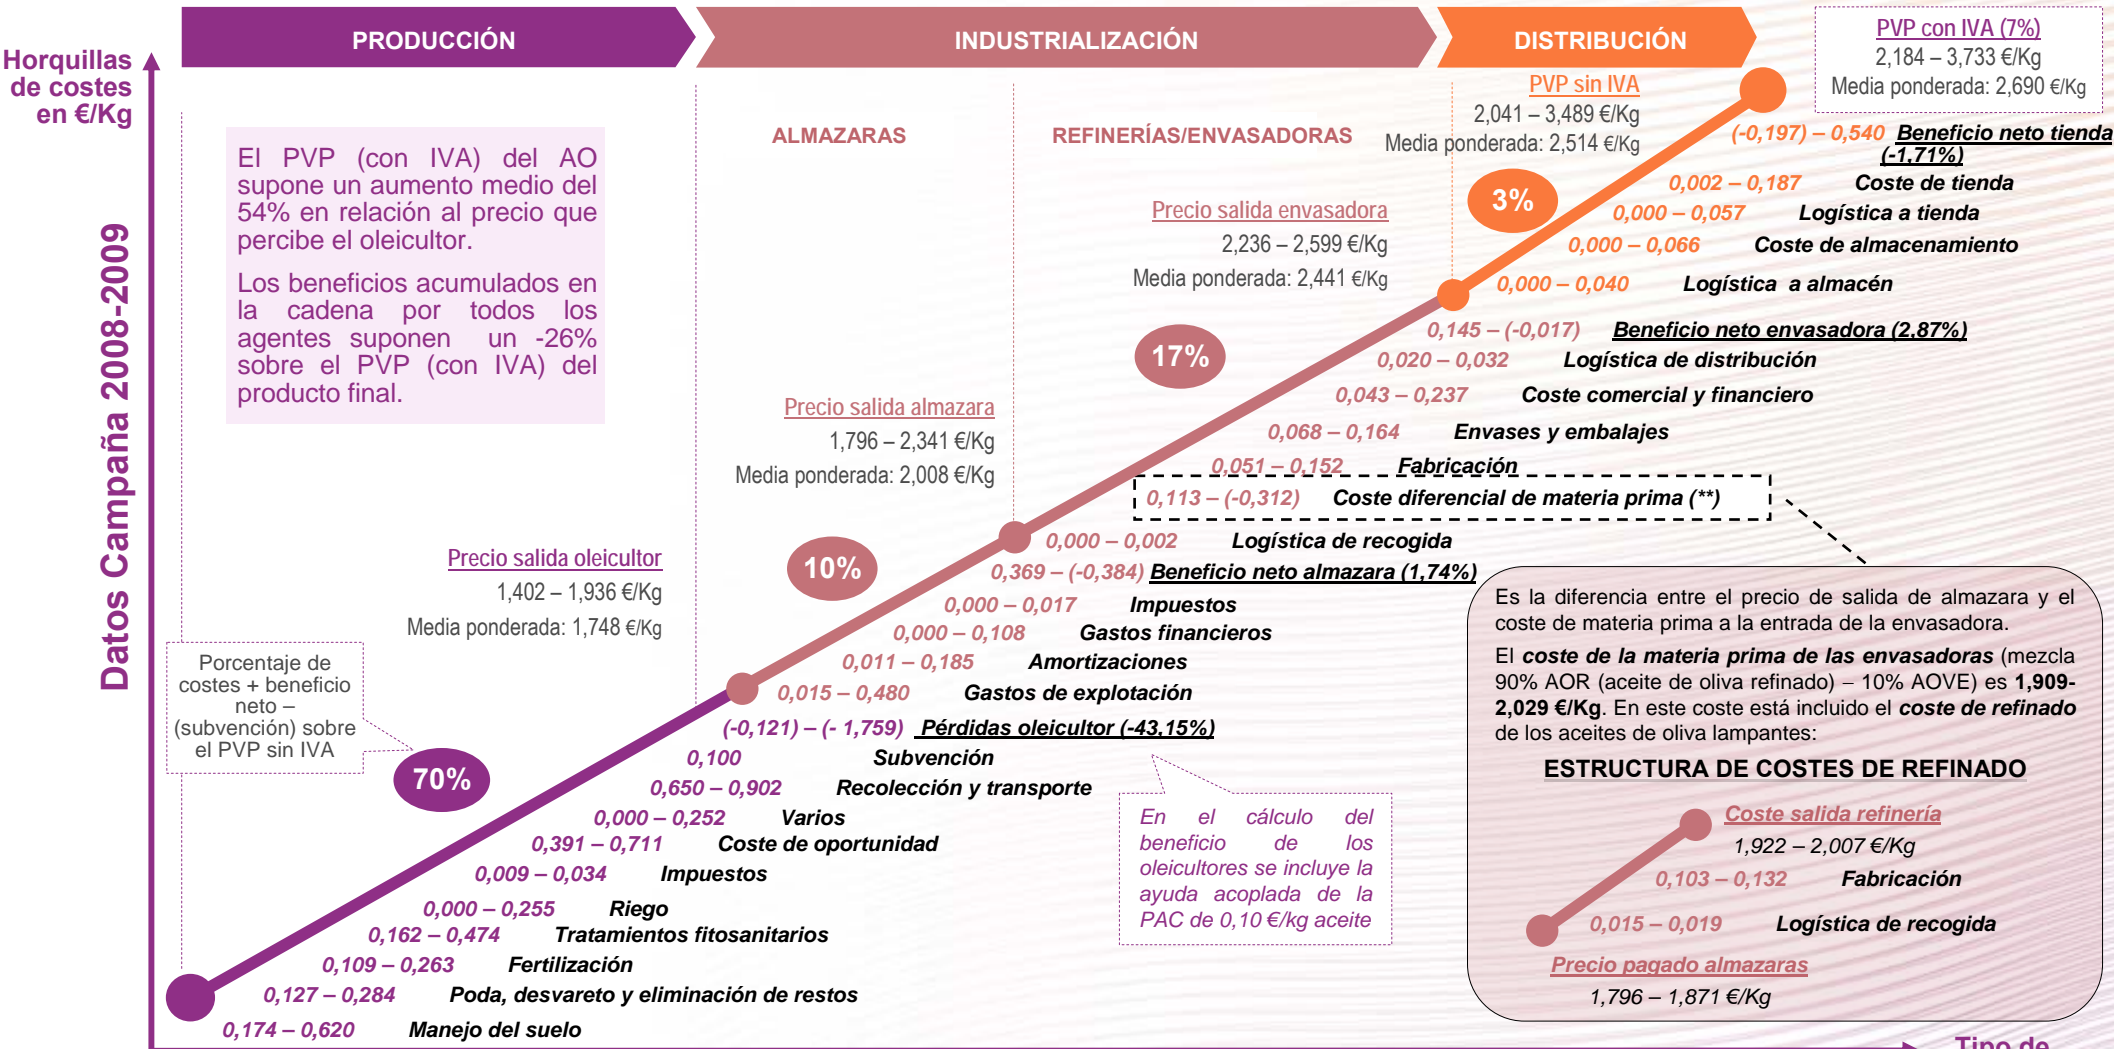 PRODUCCIÓN
INDUSTRIALIZACIÓN
DISTRIBUCIÓN
PVP con IVA (7%)
2,184 – 3,733 €/Kg
Media ponderada: 2,690 €/Kg
Horquillas
de costes
en €/Kg
Datos Campaña 2008-2009
El PVP (con IVA) del AO
supone un aumento medio del
54% en relación al precio que
percibe el oleicultor.
Los beneficios acumulados en
la cadena por todos los
agentes suponen un -26%
sobre el PVP (con IVA) del
producto final.
ALMAZARAS
REFINERÍAS/ENVASADORAS
PVP sin IVA
2,041 – 3,489 €/Kg
Media ponderada: 2,514 €/Kg
(-0,197) – 0,540 Beneficio neto tienda
(-1,71%)
0,002 – 0,187 Coste de tienda
3%
0,000 – 0,057 Logística a tienda
0,000 – 0,066 Coste de almacenamiento
0,000 – 0,040 Logística a almacén
Precio salida envasadora
2,236 – 2,599 €/Kg
Media ponderada: 2,441 €/Kg
0,145 – (-0,017) Beneficio neto envasadora (2,87%)
17%
0,020 – 0,032 Logística de distribución
0,043 – 0,237 Coste comercial y financiero
0,068 – 0,164 Envases y embalajes
0,051 – 0,152 Fabricación
0,113 – (-0,312) Coste diferencial de materia prima (**)
0,000 – 0,002 Logística de recogida
Precio salida almazara
1,796 – 2,341 €/Kg
Media ponderada: 2,008 €/Kg
10%
0,369 – (-0,384) Beneficio neto almazara (1,74%)
0,000 – 0,017 Impuestos
0,000 – 0,108 Gastos financieros
0,011 – 0,185 Amortizaciones
0,015 – 0,480 Gastos de explotación
Precio salida oleicultor
1,402 – 1,936 €/Kg
Media ponderada: 1,748 €/Kg
Porcentaje de
costes + beneficio
neto –
(subvención) sobre
el PVP sin IVA
70%
(-0,121) – (- 1,759) Pérdidas oleicultor (-43,15%)
0,100 Subvención
0,650 – 0,902 Recolección y transporte
0,000 – 0,252 Varios
0,391 – 0,711 Coste de oportunidad
0,009 – 0,034 Impuestos
0,000 – 0,255 Riego
0,162 – 0,474 Tratamientos fitosanitarios
0,109 – 0,263 Fertilización
0,127 – 0,284 Poda, desvareto y eliminación de restos
0,174 – 0,620 Manejo del suelo
En el cálculo del
beneficio de los
oleicultores se incluye la
ayuda acoplada de la
PAC de 0,10 €/kg aceite
Es la diferencia entre el precio de salida de almazara y el
coste de materia prima a la entrada de la envasadora.
El coste de la materia prima de las envasadoras (mezcla
90% AOR (aceite de oliva refinado) – 10% AOVE) es 1,909-
2,029 €/Kg. En este coste está incluido el coste de refinado
de los aceites de oliva lampantes:
ESTRUCTURA DE COSTES DE REFINADO
Coste salida refinería
1,922 – 2,007 €/Kg
0,103 – 0,132 Fabricación
0,015 – 0,019 Logística de recogida
Precio pagado almazaras
1,796 – 1,871 €/Kg
Tipo de